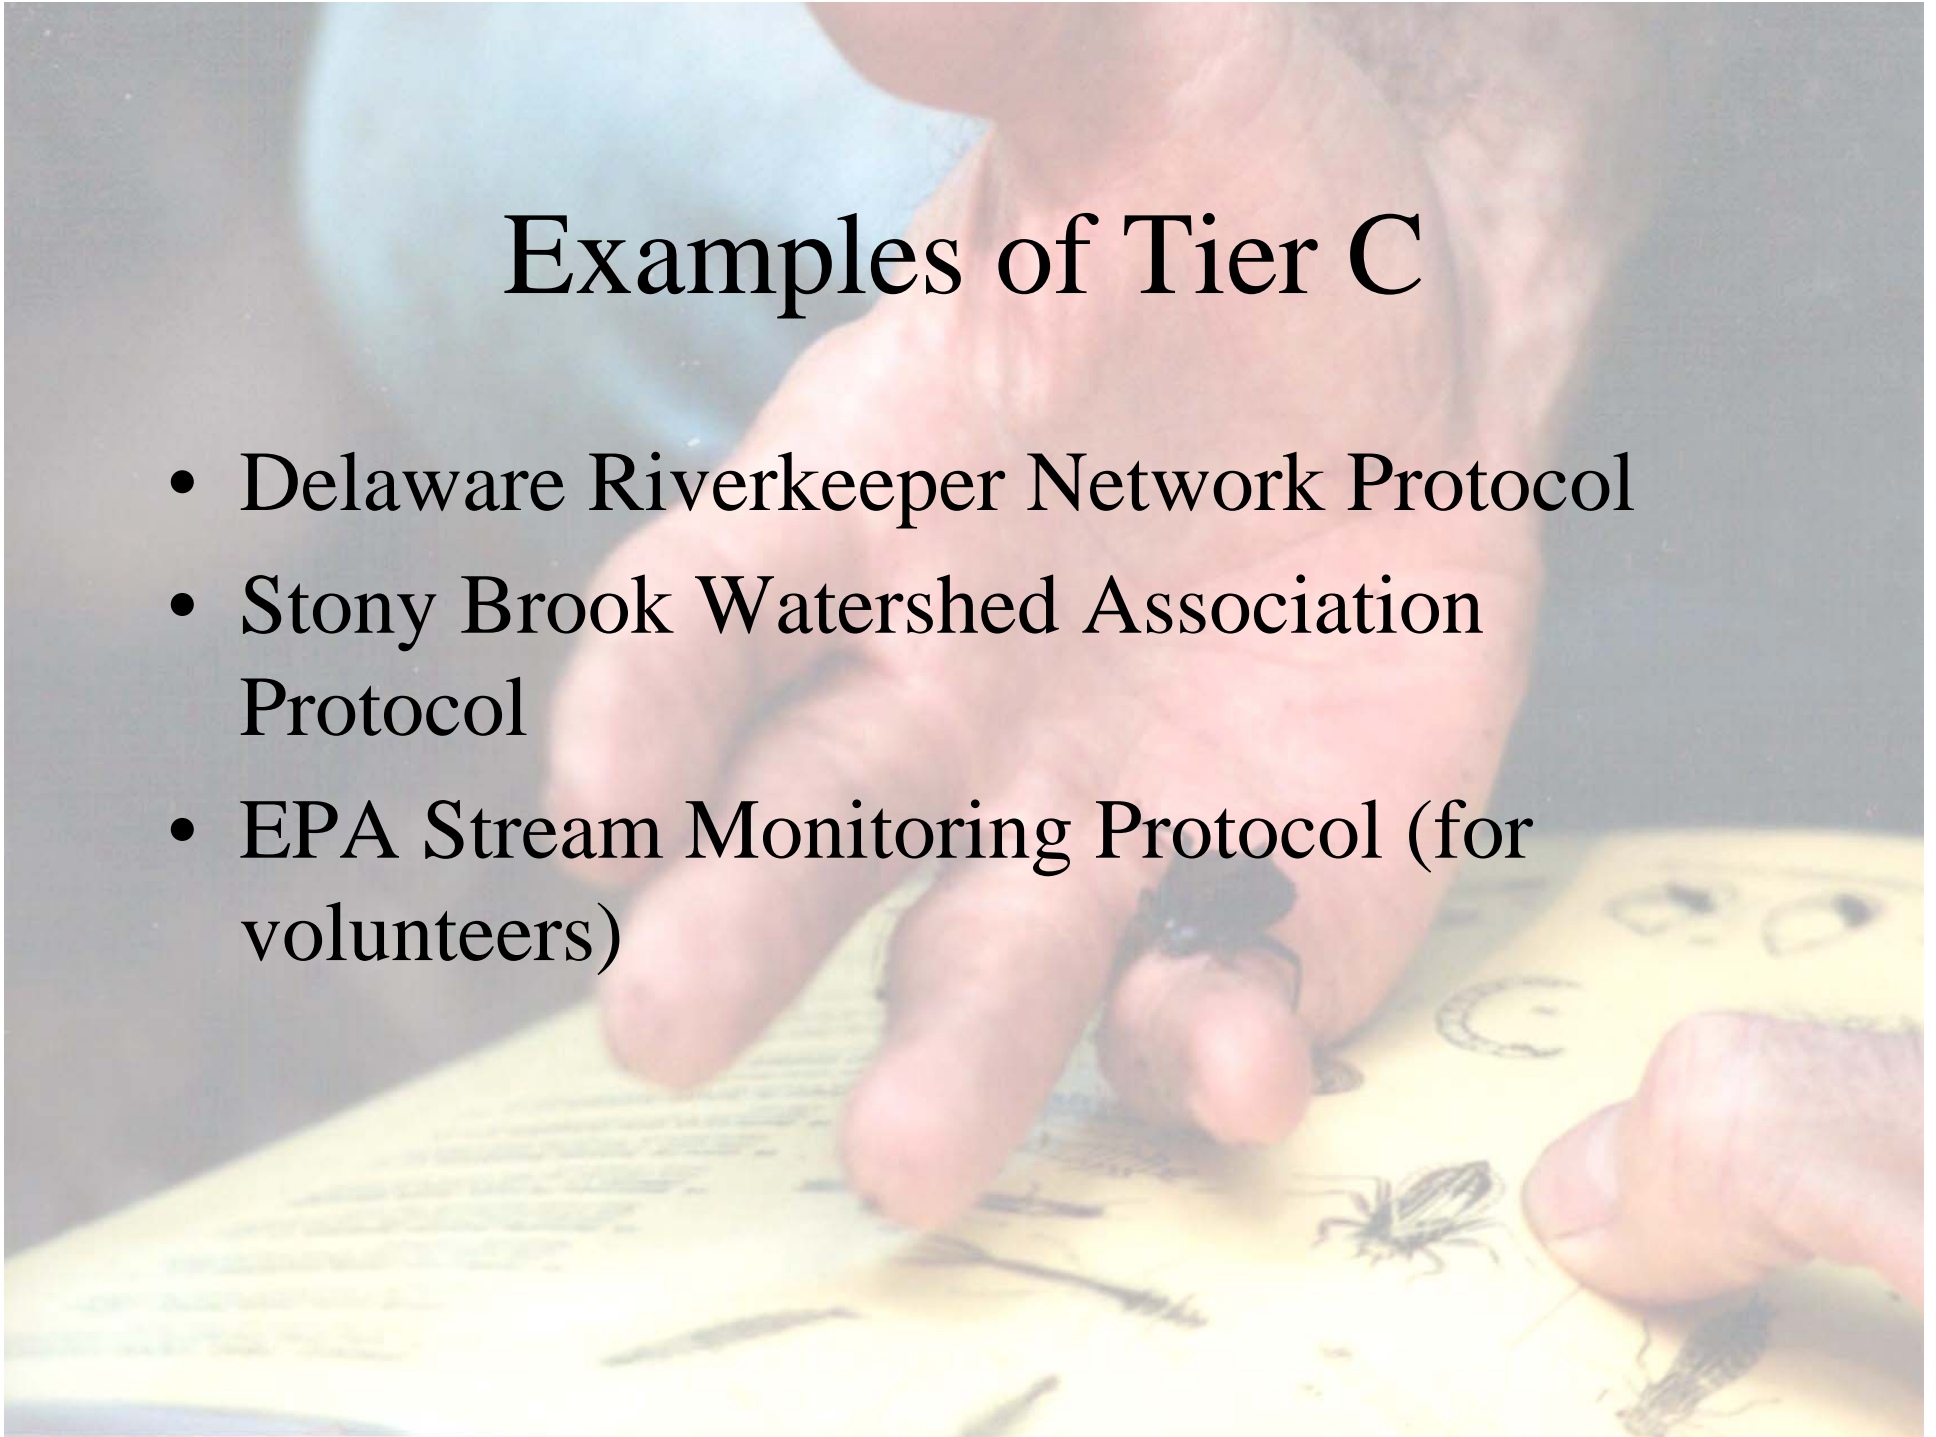 Examples of Tier C
• Delaware Riverkeeper Network Protocol
• Stony Brook Watershed Association
Protocol
• EPA Stream Monitoring Protocol (for
volunteers)